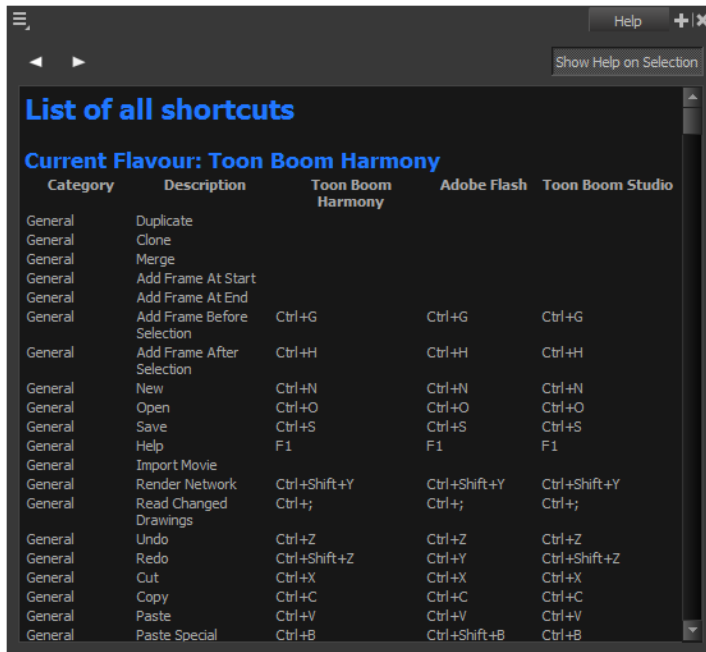 Help
Show Help on Selection
List of all shortcuts
Current Flavour: Toon Boom Harmony
Category Description Toon Boom Adobe Flash Toon Boom Studio
Harmony
General Duplicate
General Clone
General Merge
General Add Frame At Start
General Add Frame At End
General Add Frame Before Ctrl+G Ctrl+G Ctrl+G
Selection
General Add Frame After Ctrl+H Ctrl+H Ctrl+H
Selection
General New Ctrl+N Ctrl+N Ctrl+N
General Open Ctrl+O Ctrl+O Ctrl+O
General Save Ctrl+S Ctrl+S Ctrl+S
General Help F1 F1 F1
General Import Movie
General Render Network Ctrl+Shift+Y Ctrl+Shift+Y Ctrl+Shift+Y
General Read Changed Ctrl+; Ctrl+; Ctrl+;
Drawings
General Undo Ctrl+Z Ctrl+Z Ctrl+Z
General Redo Ctrl+Shift+Z Ctrl+Y Ctrl+Shift+Z
General Cut Ctrl+X Ctrl+X Ctrl+X
General Copy Ctrl+C Ctrl+C Ctrl+C
General Paste Ctrl+V Ctrl+V Ctrl+V
General Paste Special Ctrl+B Ctrl+Shift+B Ctrl+B